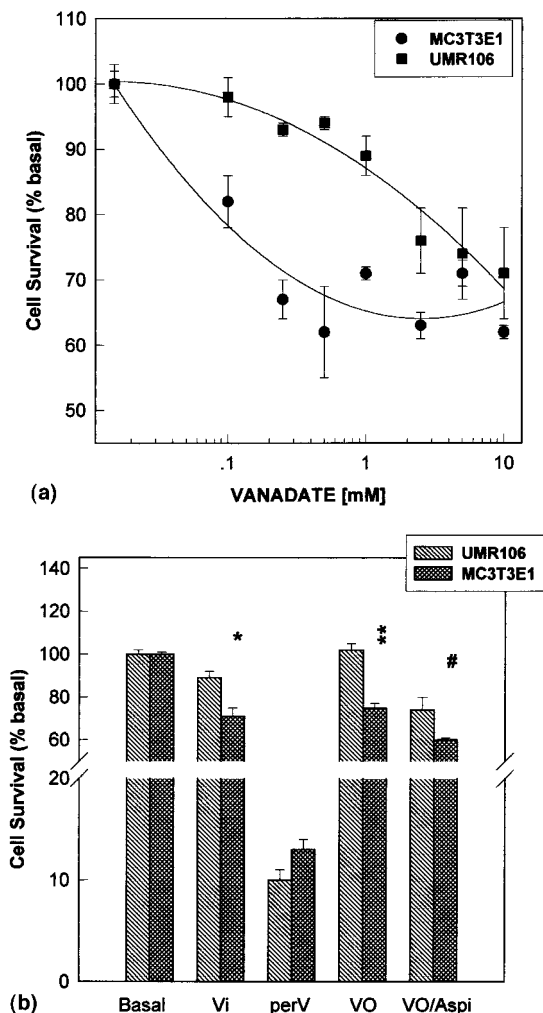 MC3T3E1
UMR106
110
100
90
80
70
60
50
Cell Survival (% basal)
.1
1
10
VANADATE [mM]
(a)
UMR106
MC3T3E1
140
120
100
80
60
20
10
0
Cell Survival (% basal)
*
**
#
Basal Vi perV VO VO/Aspi
(b)